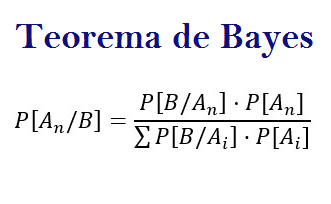 Teorema de Bayes
P[Aₙ/B] = P[B/Aₙ] · P[Aₙ] / ∑ P[B/Aᵢ] · P[Aᵢ]